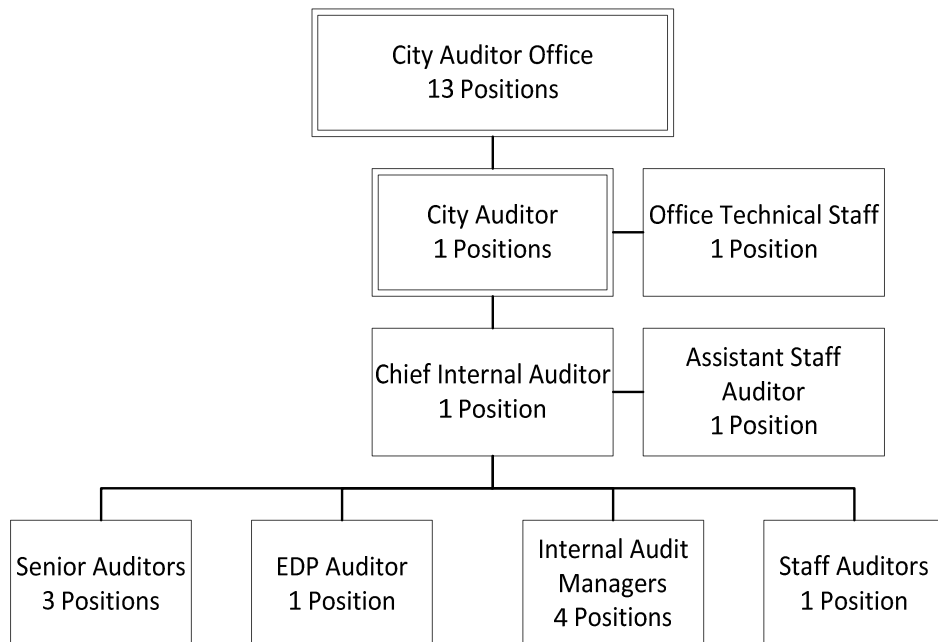 City Auditor Office
13 Positions
City Auditor
1 Positions
Office Technical Staff
1 Position
Chief Internal Auditor
1 Position
Assistant Staff
Auditor
1 Position
Senior Auditors
3 Positions
EDP Auditor
1 Position
Internal Audit
Managers
4 Positions
Staff Auditors
1 Position